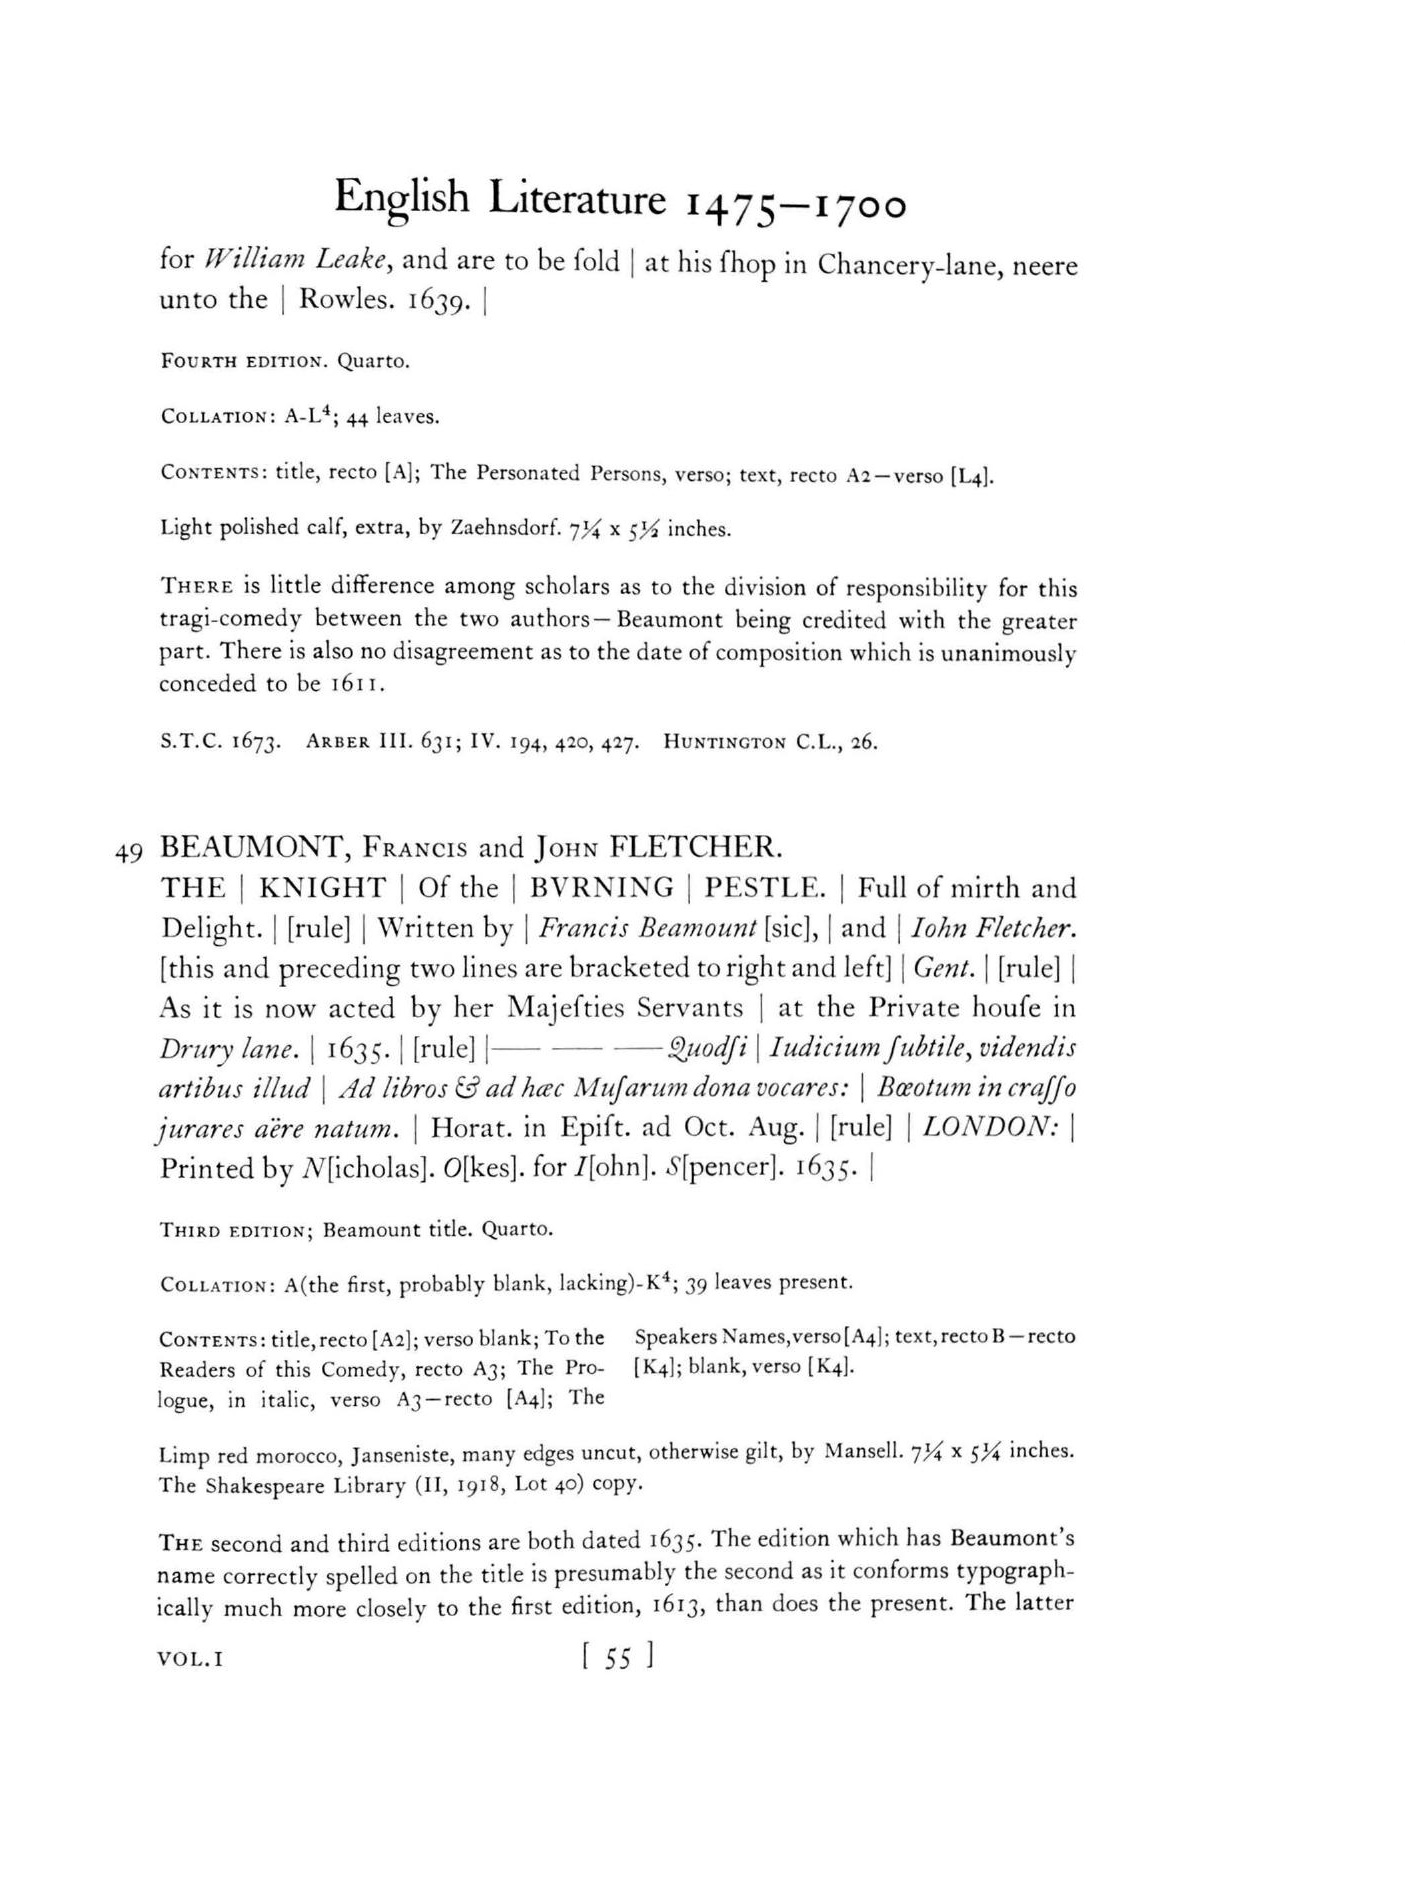 English Literature 1475—1700
for William Leake, and are to be ſold | at his ſhop in Chancery-lane, neere
unto the | Rowles. 1639. |
FOURTH EDITION. Quarto.
COLLATION: A-L⁴; 44 leaves.
CONTENTS: title, recto [A]; The Personated Persons, verso; text, recto A2—verso [L4].
Light polished calf, extra, by Zaehnsdorf. 7¼ x 5½ inches.
THERE is little difference among scholars as to the division of responsibility for this
tragi-comedy between the two authors—Beaumont being credited with the greater
part. There is also no disagreement as to the date of composition which is unanimously
conceded to be 1611.
S.T.C. 1673. ARBER III. 631; IV. 194, 420, 427. HUNTINGTON C.L., 26.
49 BEAUMONT, FRANCIS and JOHN FLETCHER.
THE | KNIGHT | Of the | BVRNING | PESTLE. | Full of mirth and
Delight. | [rule] | Written by | Francis Beamount [sic], | and | Iohn Fletcher.
[this and preceding two lines are bracketed to right and left] | Gent. | [rule] |
As it is now acted by her Majeſties Servants | at the Private houſe in
Drury lane. | 1635. | [rule] |—— —— ——Quodſi | Iudicium ſubtile, videndis
artibus illud | Ad libros & ad hæc Muſarum dona vocares: | Bœotum in craſſo
jurares aëre natum. | Horat. in Epiſt. ad Oct. Aug. | [rule] | LONDON: |
Printed by N[icholas]. O[kes]. for I[ohn]. S[pencer]. 1635. |
THIRD EDITION; Beamount title. Quarto.
COLLATION: A(the first, probably blank, lacking)-K⁴; 39 leaves present.
CONTENTS: title, recto [A2]; verso blank; To the
Readers of this Comedy, recto A3; The Pro-
logue, in italic, verso A3—recto [A4]; The
Speakers Names, verso [A4]; text, recto B—recto
[K4]; blank, verso [K4].
Limp red morocco, Janseniste, many edges uncut, otherwise gilt, by Mansell. 7¼ x 5¼ inches.
The Shakespeare Library (II, 1918, Lot 40) copy.
THE second and third editions are both dated 1635. The edition which has Beaumont's
name correctly spelled on the title is presumably the second as it conforms typograph-
ically much more closely to the first edition, 1613, than does the present. The latter
VOL.I [ 55 ]